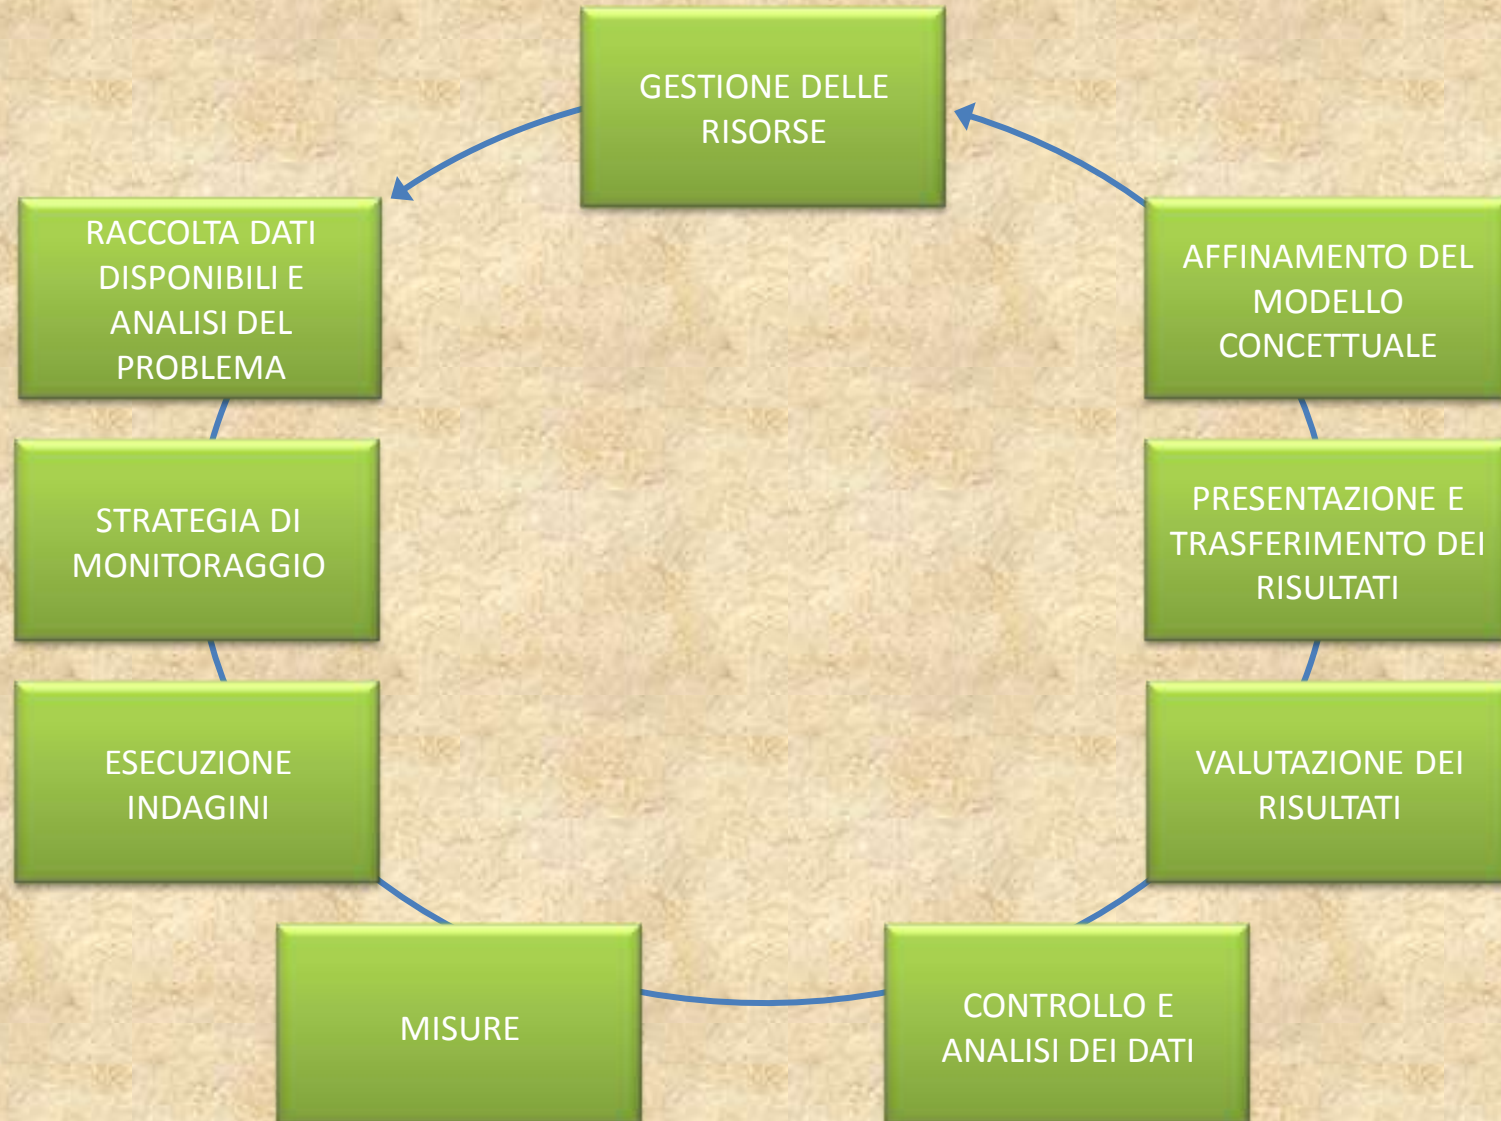 GESTIONE DELLE
RISORSE
RACCOLTA DATI
DISPONIBILI E
ANALISI DEL
PROBLEMA
STRATEGIA DI
MONITORAGGIO
ESECUZIONE
INDAGINI
MISURE
CONTROLLO E
ANALISI DEI DATI
VALUTAZIONE DEI
RISULTATI
PRESENTAZIONE E
TRASFERIMENTO DEI
RISULTATI
AFFINAMENTO DEL
MODELLO
CONCETTUALE